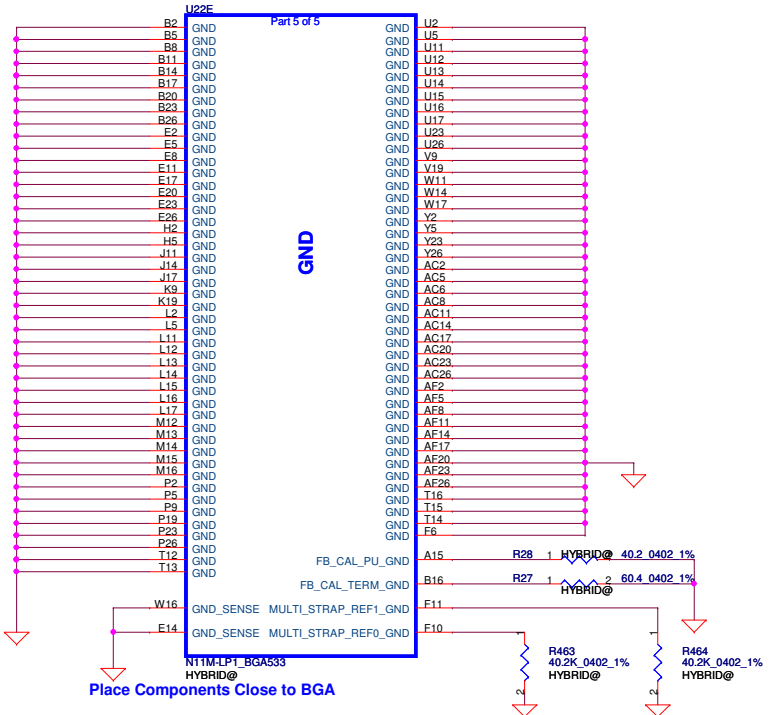 U22E
Part 5 of 5
B2 GND GND U2
B5 GND GND U5
B8 GND GND U11
B11 GND GND U12
B14 GND GND U13
B17 GND GND U14
B20 GND GND U15
B23 GND GND U16
B26 GND GND U17
E2 GND GND U23
E5 GND GND U26
E8 GND GND V9
E11 GND GND V19
E17 GND GND W11
E20 GND GND W14
E23 GND GND W17
E26 GND GND Y2
H2 GND GND Y5
H5 GND GND Y23
J11 GND GND Y26
J14 GND GND AC2
J17 GND GND AC5
K9 GND GND AC6
K19 GND GND AC8
L2 GND GND AC11
L5 GND GND AC14
L11 GND GND AC17
L12 GND GND AC20
L13 GND GND AC23
L14 GND GND AC26
L15 GND GND AF2
L16 GND GND AF5
L17 GND GND AF8
M12 GND GND AF11
M13 GND GND AF14
M14 GND GND AF17
M15 GND GND AF20
M16 GND GND AF23
P2 GND GND AF26
P5 GND GND T16
P9 GND GND T15
P19 GND GND T14
P23 GND GND F6
P26 GND
T12 GND FB_CAL_PU_GND A15 R28 1 HYBRID@ 40.2_0402_1%
T13 GND
FB_CAL_TERM_GND B16 R27 1 2 60.4_0402_1%
HYBRID@
W16 GND_SENSE MULTI_STRAP_REF1_GND F11
E14 GND_SENSE MULTI_STRAP_REF0_GND F10
GND
1 1
R463 R464
40.2K_0402_1% 40.2K_0402_1%
HYBRID@ HYBRID@
2 2
N11M-LP1_BGA533
HYBRID@
Place Components Close to BGA